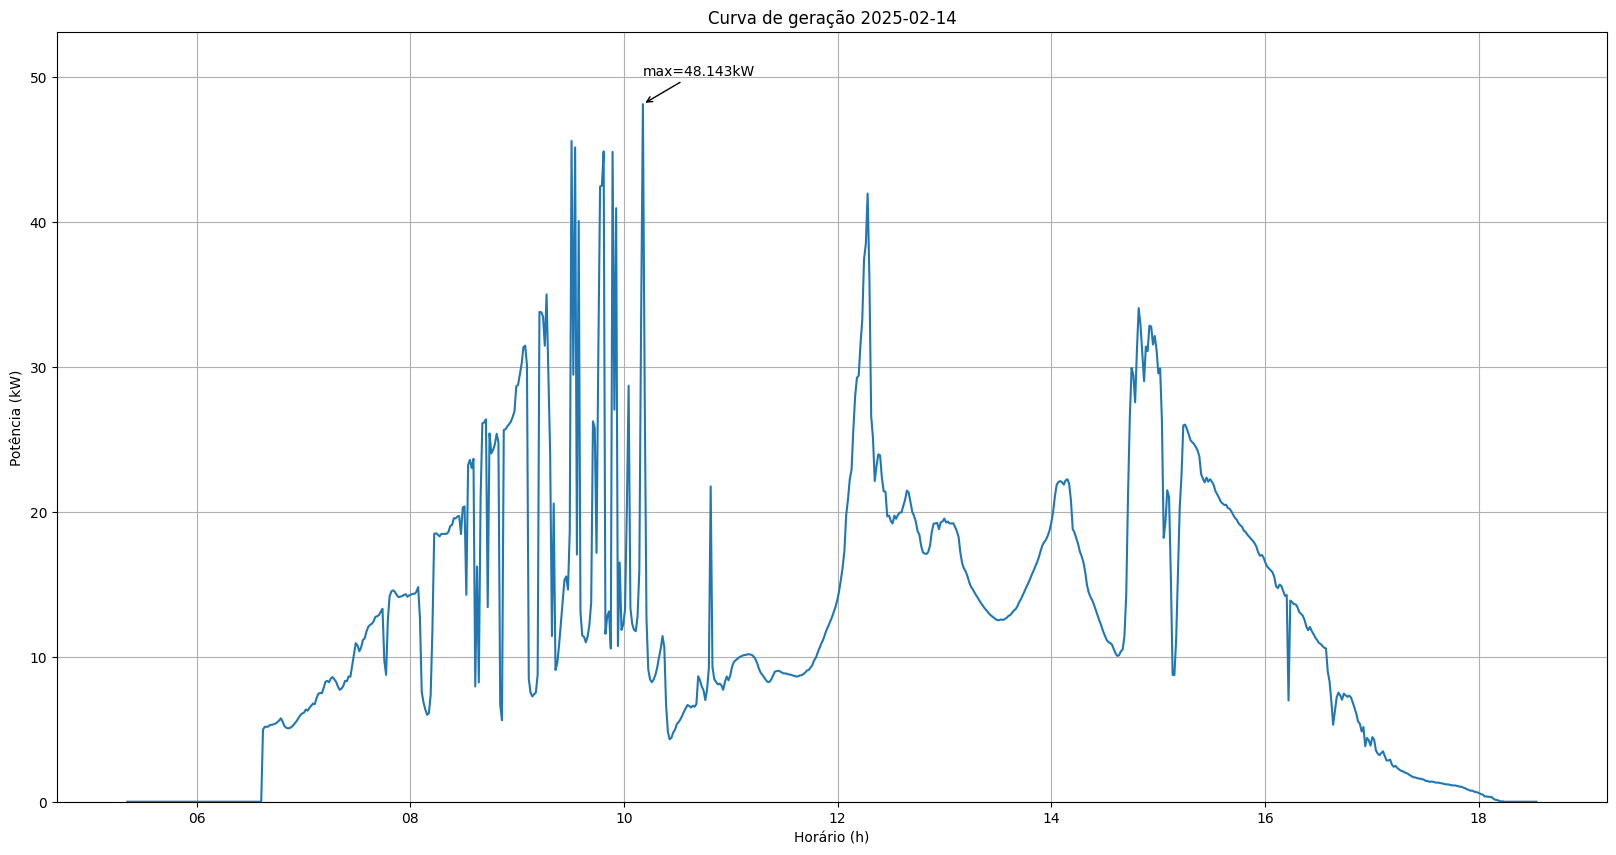 Curva de geração 2025-02-14
max=48.143kW
50
40
30
20
10
0
Potência (kW)
06 08 10 12 14 16 18
Horário (h)